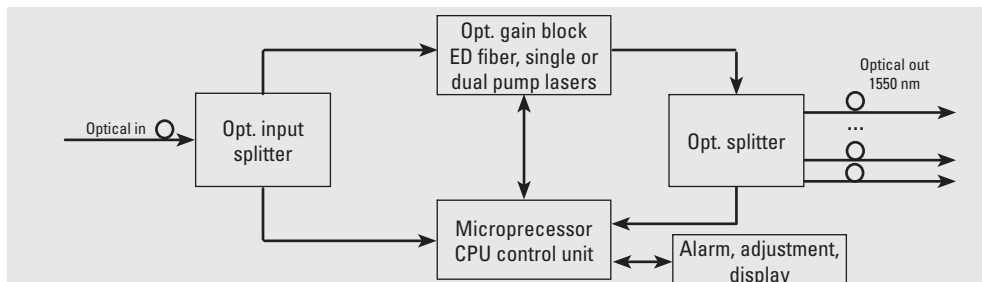 Opt. gain block
ED fiber, single or
dual pump lasers
Optical out
1550 nm
Optical in
Opt. input
splitter
...
Opt. splitter
Microprecessor
CPU control unit
Alarm, adjustment,
display